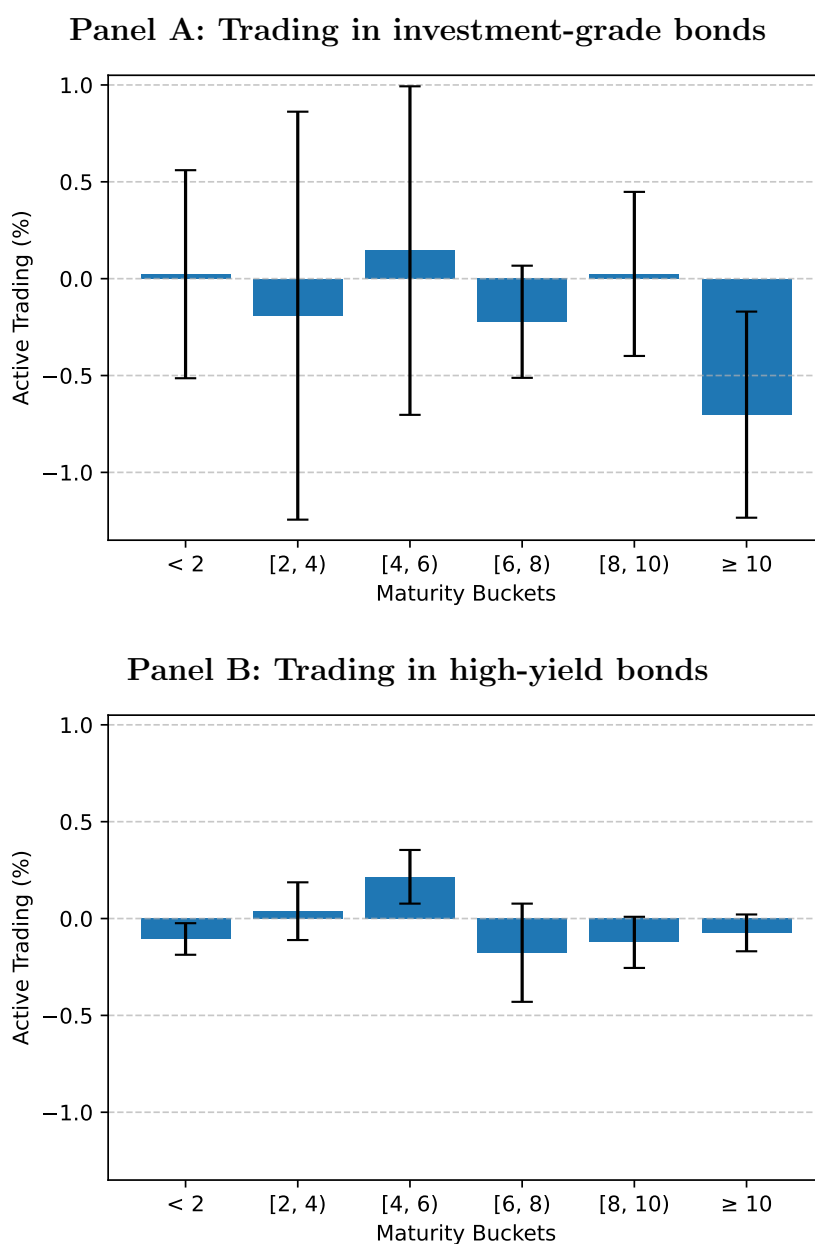 Panel A: Trading in investment-grade bonds
1.0
0.5
0.0
−0.5
−1.0
Active Trading (%)
< 2 [2, 4) [4, 6) [6, 8) [8, 10) ≥ 10
Maturity Buckets
Panel B: Trading in high-yield bonds
1.0
0.5
0.0
−0.5
−1.0
Active Trading (%)
< 2 [2, 4) [4, 6) [6, 8) [8, 10) ≥ 10
Maturity Buckets